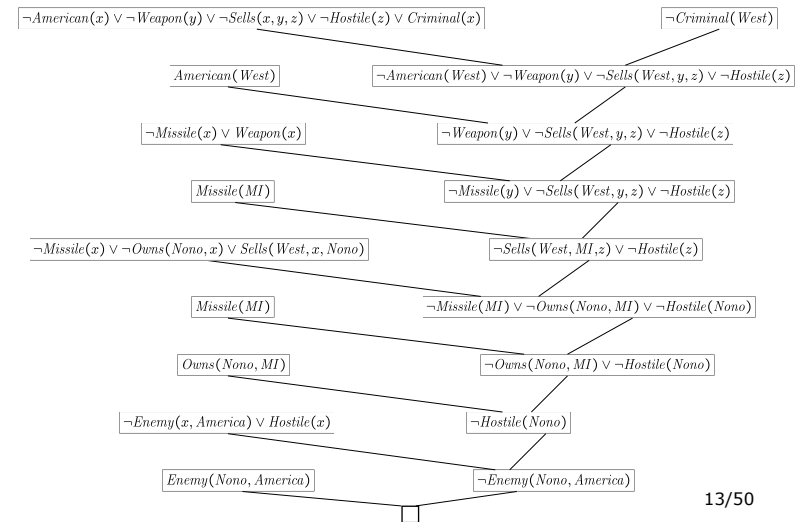 ¬American(x) ∨ ¬Weapon(y) ∨ ¬Sells(x, y, z) ∨ ¬Hostile(z) ∨ Criminal(x)
¬Criminal(West)
American(West)
¬American(West) ∨ ¬Weapon(y) ∨ ¬Sells(West, y, z) ∨ ¬Hostile(z)
¬Missile(x) ∨ Weapon(x)
¬Weapon(y) ∨ ¬Sells(West, y, z) ∨ ¬Hostile(z)
Missile(MI)
¬Missile(y) ∨ ¬Sells(West, y, z) ∨ ¬Hostile(z)
¬Missile(x) ∨ ¬Owns(Nono, x) ∨ Sells(West, x, Nono)
¬Sells(West, MI, z) ∨ ¬Hostile(z)
Missile(MI)
¬Missile(MI) ∨ ¬Owns(Nono, MI) ∨ ¬Hostile(Nono)
Owns(Nono, MI)
¬Owns(Nono, MI) ∨ ¬Hostile(Nono)
¬Enemy(x, America) ∨ Hostile(x)
¬Hostile(Nono)
Enemy(Nono, America)
¬Enemy(Nono, America)
13/50